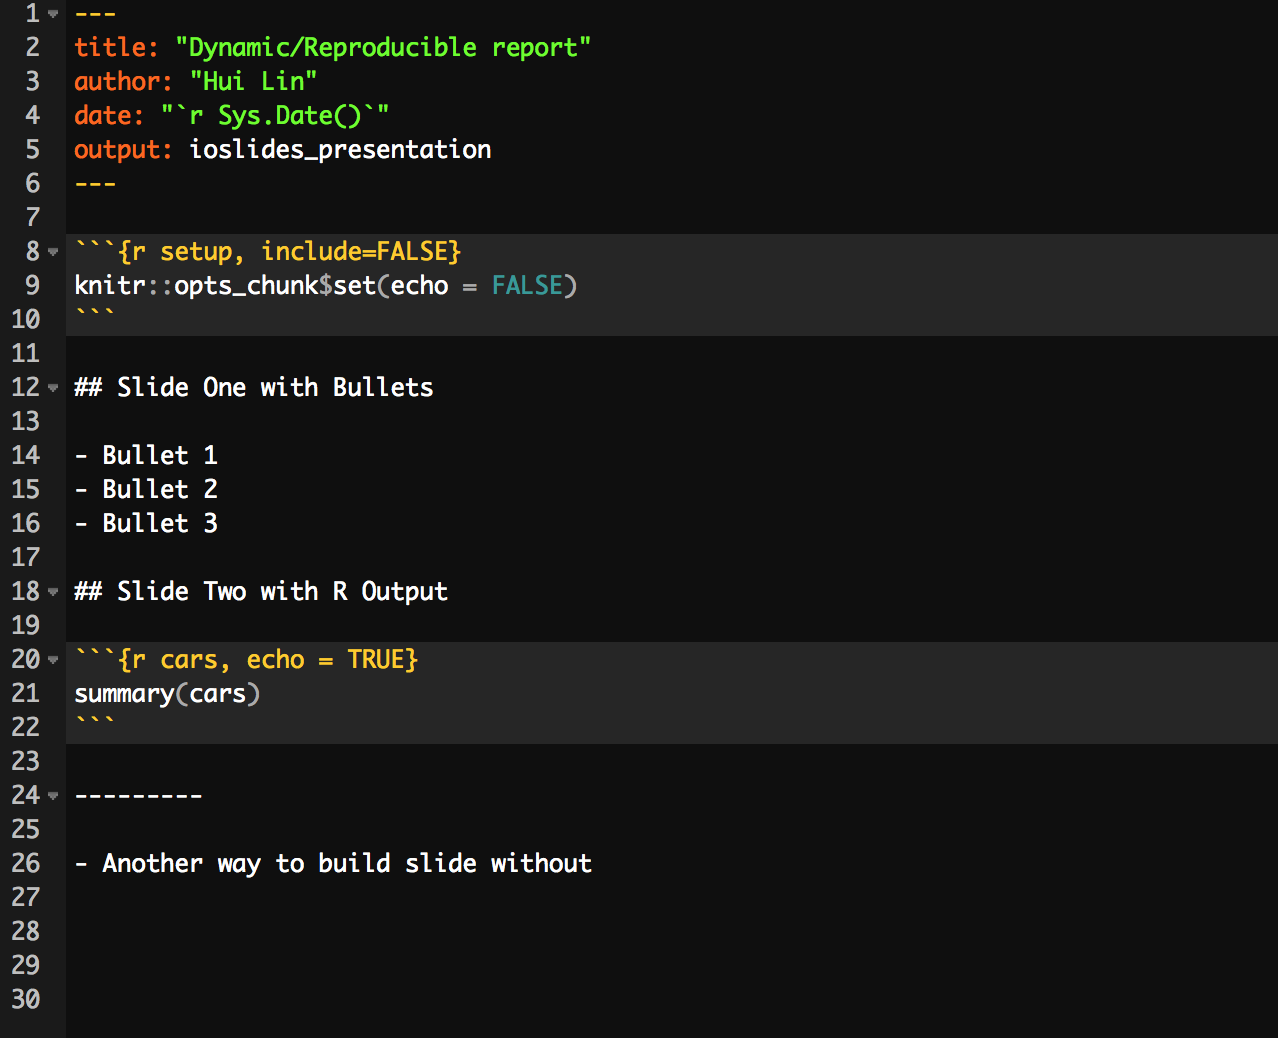 1 ---
2 title: "Dynamic/Reproducible report"
3 author: "Hui Lin"
4 date: "`r Sys.Date()`"
5 output: ioslides_presentation
6 ---
7
8 ```{r setup, include=FALSE}
9 knitr::opts_chunk$set(echo = FALSE)
10 ```
11
12 ## Slide One with Bullets
13
14 - Bullet 1
15 - Bullet 2
16 - Bullet 3
17
18 ## Slide Two with R Output
19
20 ```{r cars, echo = TRUE}
21 summary(cars)
22 ```
23
24 ---------
25
26 - Another way to build slide without
27
28
29
30